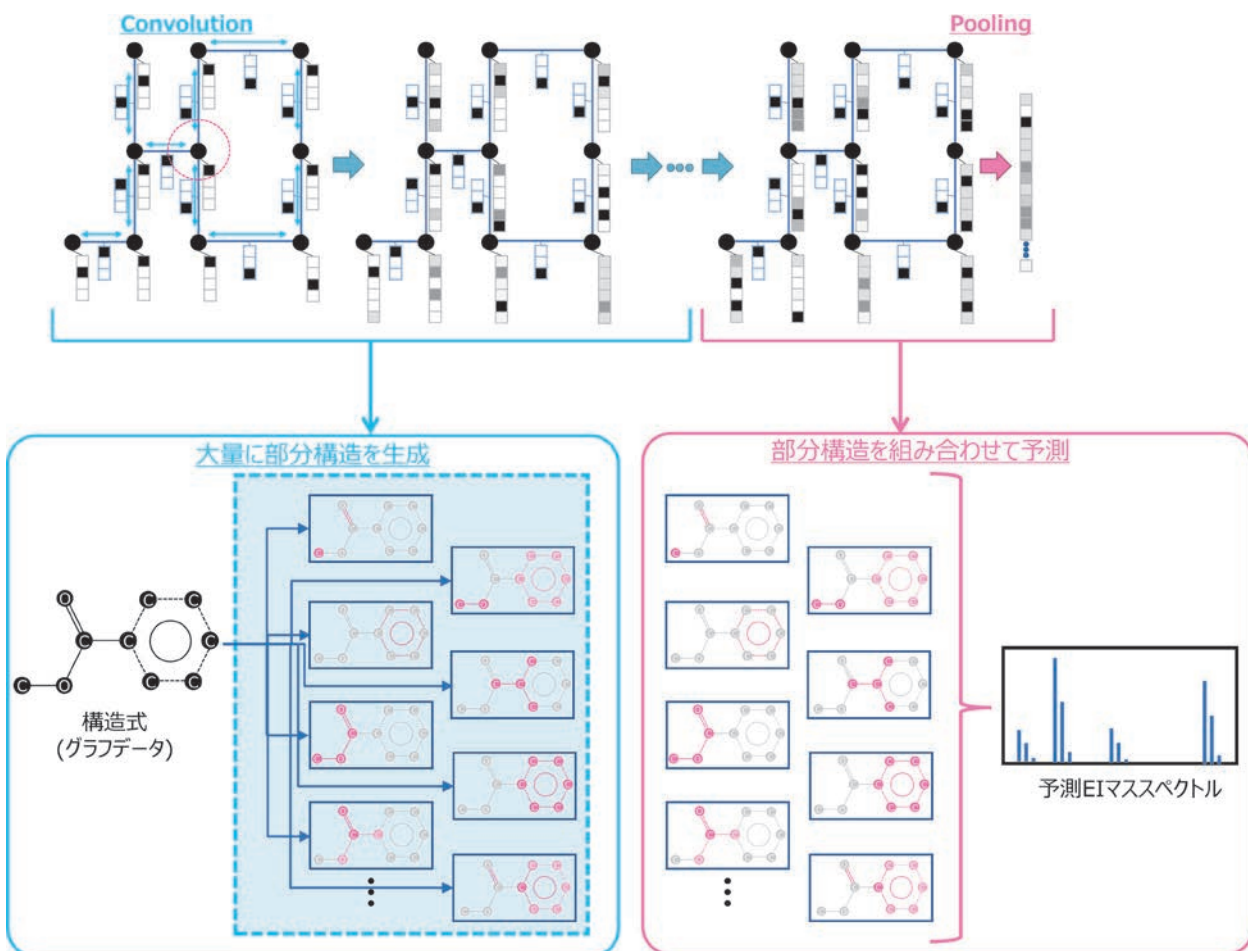 Convolution
Pooling
大量に部分構造を生成
部分構造を組み合わせて予測
O
C
C
C
C
C
C
O
C
C
C
構造式
(グラフデータ)
予測EIマススペクトル